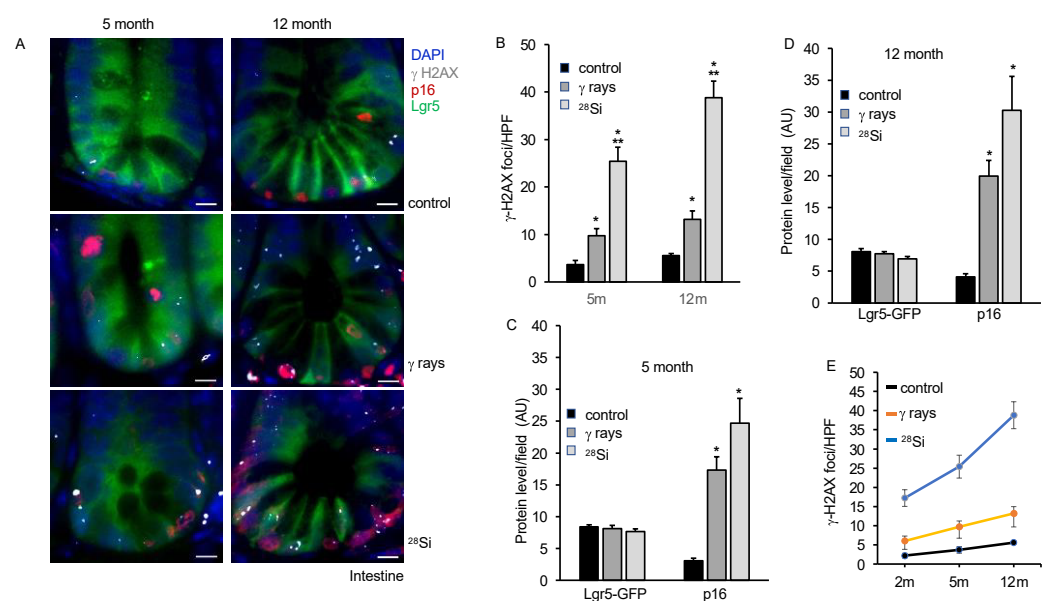 A
5 month
12 month
DAPI
γ H2AX
p16
Lgr5
control
γ rays
²⁸Si
Intestine
B
γ-H2AX foci/HPF
50
40
30
20
10
0
control
γ rays
²⁸Si
*
*
**
*
*
**
5m
12m
C
Protein level/field (AU)
40
35
30
25
20
15
10
5
0
5 month
control
γ rays
²⁸Si
*
*
Lgr5-GFP
p16
D
Protein level/field (AU)
40
35
30
25
20
15
10
5
0
12 month
control
γ rays
²⁸Si
*
*
Lgr5-GFP
p16
E
γ-H2AX foci/HPF
50
45
40
35
30
25
20
15
10
5
0
control
γ rays
²⁸Si
2m
5m
12m